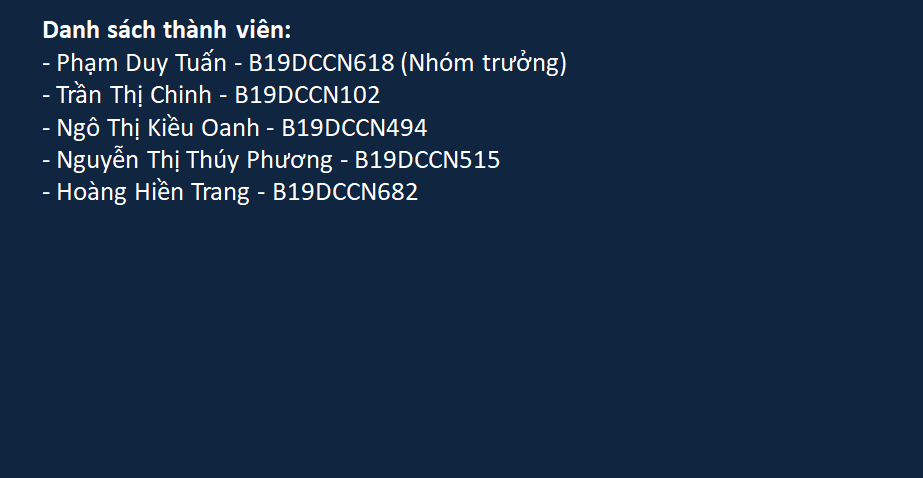 Danh sách thành viên:
- Phạm Duy Tuấn - B19DCCN618 (Nhóm trưởng)
- Trần Thị Chinh - B19DCCN102
- Ngô Thị Kiều Oanh - B19DCCN494
- Nguyễn Thị Thúy Phương - B19DCCN515
- Hoàng Hiền Trang - B19DCCN682